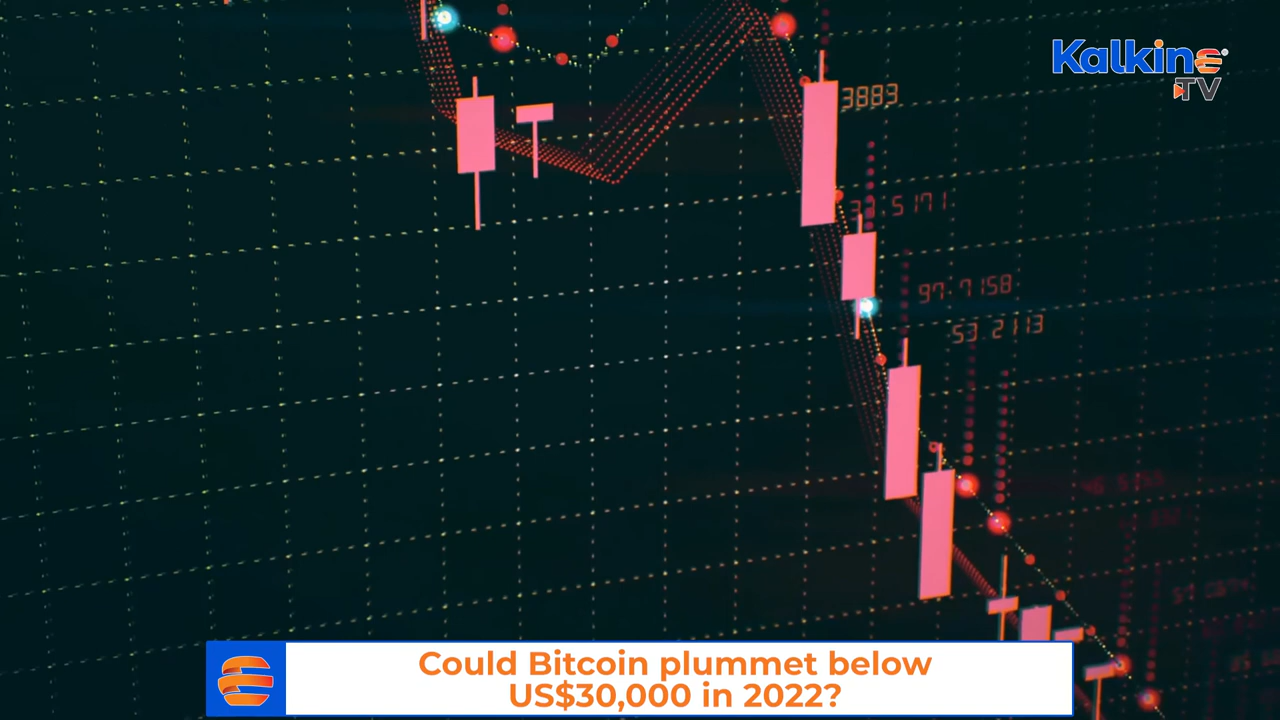 Kalkine
TV
3883
97.7158
53.2113
Could Bitcoin plummet below
US$30,000 in 2022?